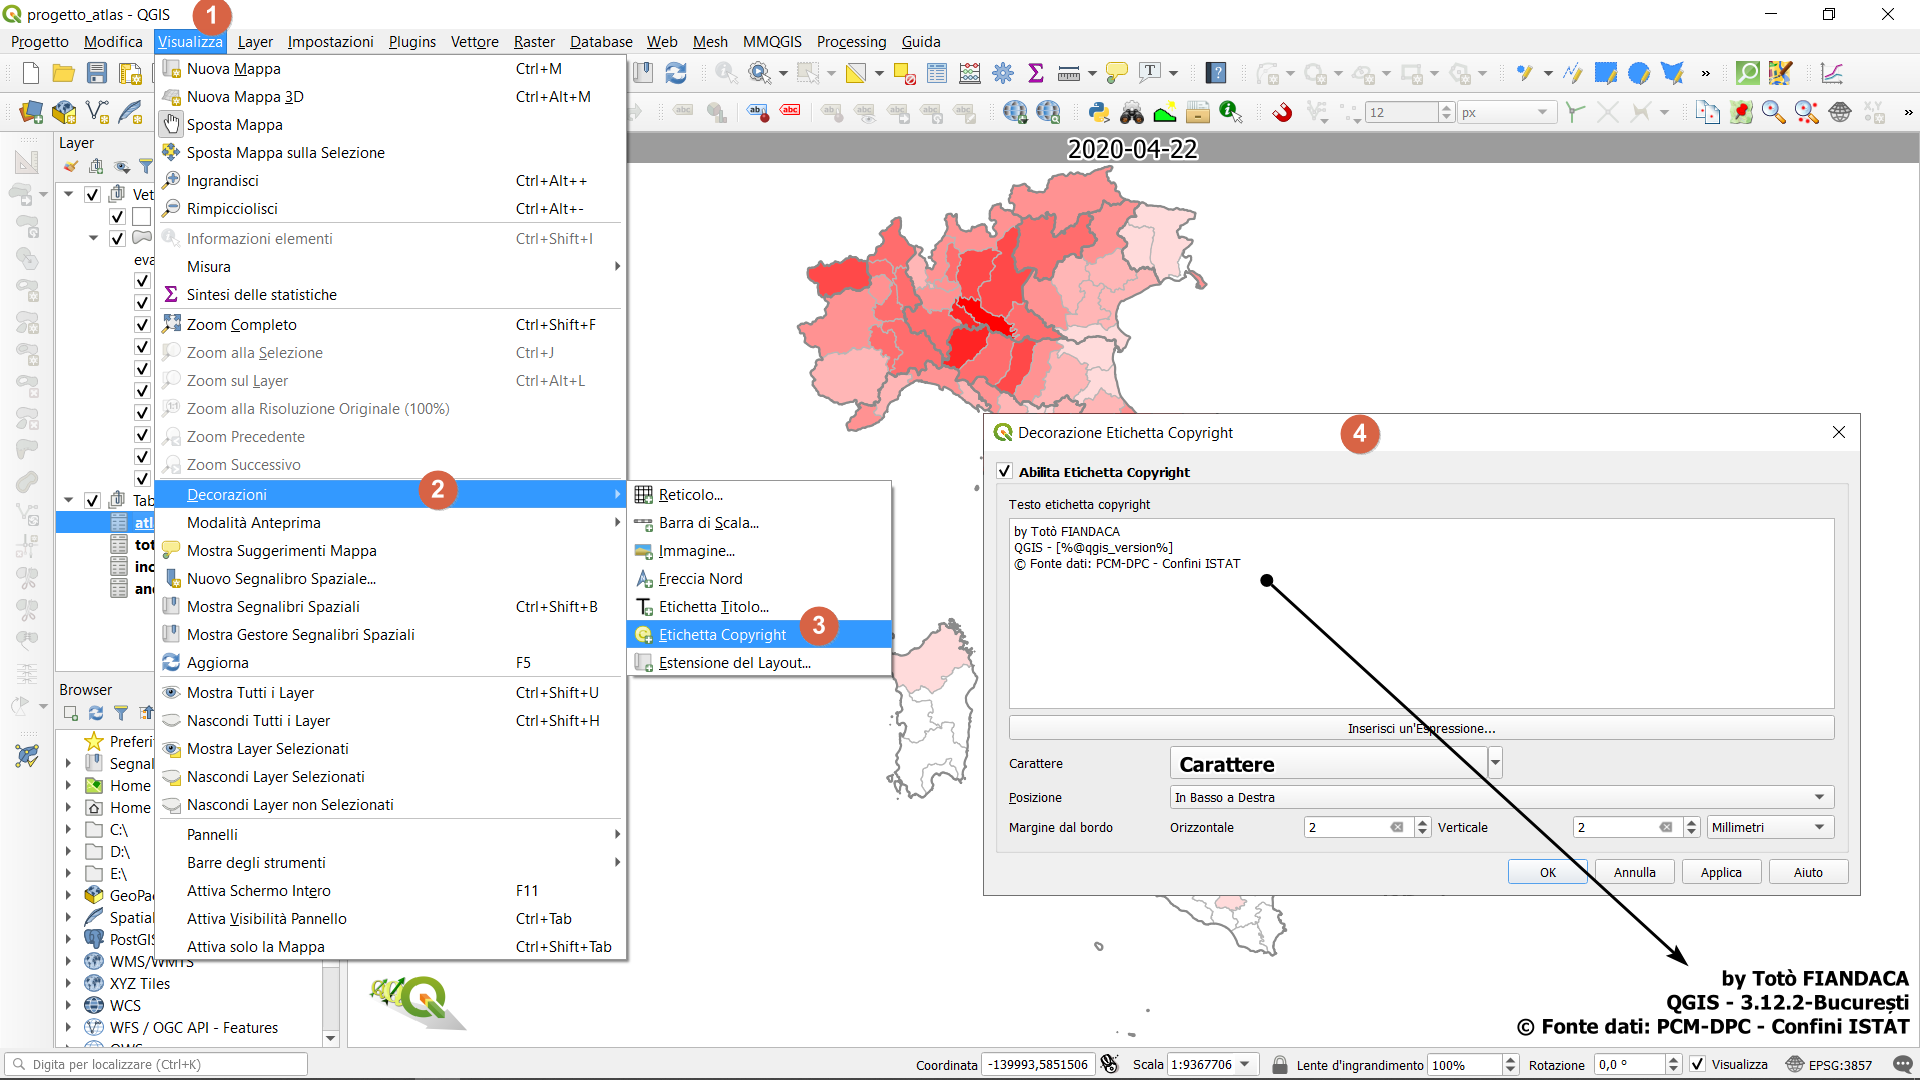 progetto_atlas - QGIS
1
Progetto Modifica Visualizza Layer Impostazioni Plugins Vettore Raster Database Web Mesh MMQGIS Processing Guida
Nuova Mappa Ctrl+M
Nuova Mappa 3D Ctrl+Alt+M
Sposta Mappa
Sposta Mappa sulla Selezione
Ingrandisci Ctrl+Alt++
Rimpicciolisci Ctrl+Alt+-
Informazioni elementi Ctrl+Shift+I
Misura
Sintesi delle statistiche
Zoom Completo Ctrl+Shift+F
Zoom alla Selezione Ctrl+J
Zoom sul Layer Ctrl+Alt+L
Zoom alla Risoluzione Originale (100%)
Zoom Precedente
Zoom Successivo
Decorazioni 2
Modalità Anteprima
Mostra Suggerimenti Mappa
Nuovo Segnalibro Spaziale...
Mostra Segnalibri Spaziali Ctrl+Shift+B
Mostra Gestore Segnalibri Spaziali
Aggiorna F5
Mostra Tutti i Layer Ctrl+Shift+U
Nascondi Tutti i Layer Ctrl+Shift+H
Mostra Layer Selezionati
Nascondi Layer Selezionati
Nascondi Layer non Selezionati
Pannelli
Barre degli strumenti
Attiva Schermo Intero F11
Attiva Visibilità Pannello Ctrl+Tab
Attiva solo la Mappa Ctrl+Shift+Tab
Reticolo...
Barra di Scala...
Immagine...
Freccia Nord
Etichetta Titolo...
Etichetta Copyright 3
Estensione del Layout...
abc abc
12 px
Layer
Vet
eva
Tab
atl
tot
inc
an
Browser
Preferi
Segnal
Home
Home
C:\
D:\
E:\
GeoPac
Spatial
PostGIS
WMS/WMTS
XYZ Tiles
WCS
WFS / OGC API - Features
2020-04-22
Decorazione Etichetta Copyright 4
Abilita Etichetta Copyright
Testo etichetta copyright
by Totò FIANDACA
QGIS - [%@qgis_version%]
© Fonte dati: PCM-DPC - Confini ISTAT
Inserisci un'Espressione...
Carattere Carattere
Posizione In Basso a Destra
Margine dal bordo Orizzontale 2 Verticale 2 Millimetri
OK Annulla Applica Aiuto
by Totò FIANDACA
QGIS - 3.12.2-București
© Fonte dati: PCM-DPC - Confini ISTAT
Digita per localizzare (Ctrl+K) Coordinata -139993,5851506 Scala 1:9367706 Lente d'ingrandimento 100% Rotazione 0,0 ° Visualizza EPSG:3857